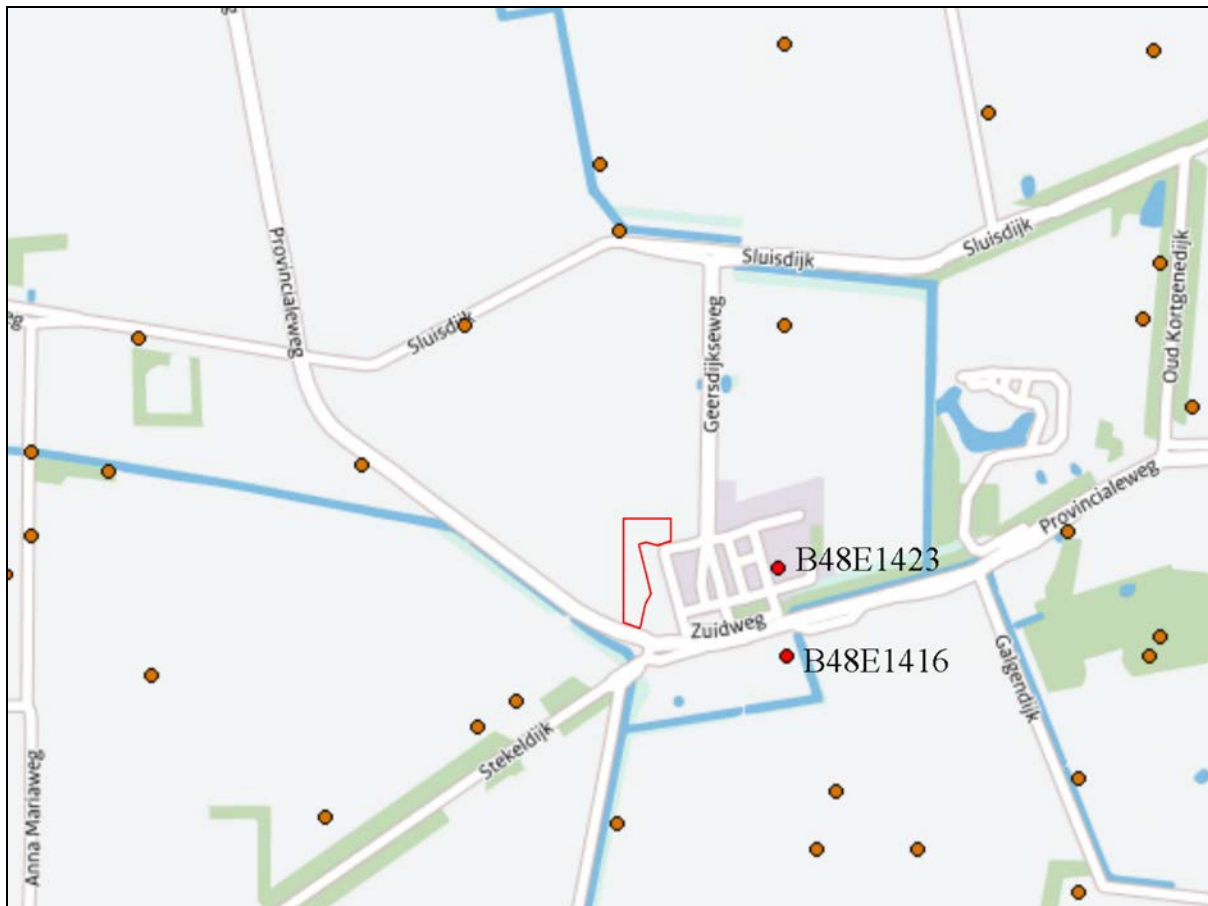 Provincialeweg
Sluisdijk
Sluisdijk
Sluisdijk
Geersdijkseweg
Oud Kortgenedijk
Provincialeweg
B48E1423
Zuidweg
B48E1416
Galgendijk
Stekeldijk
Anna Mariaweg